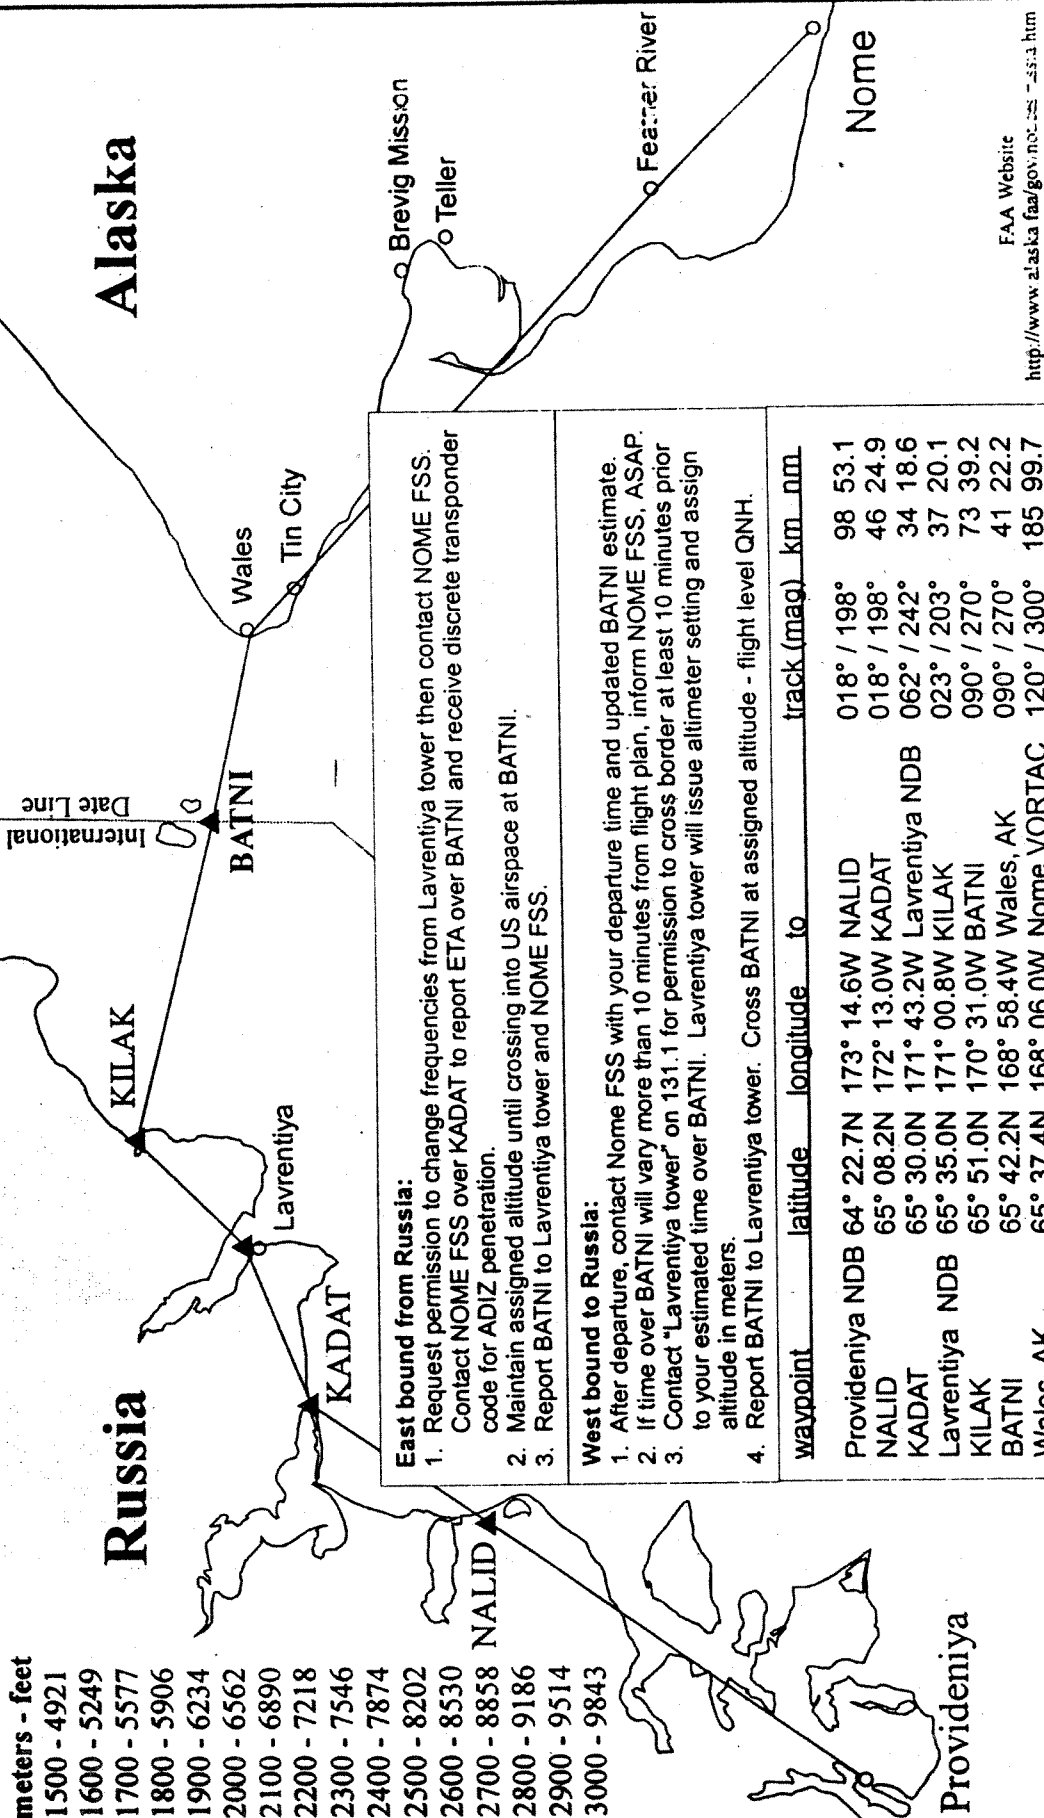 meters - feet
1500 - 4921
1600 - 5249
1700 - 5577
1800 - 5906
1900 - 6234
2000 - 6562
2100 - 6890
2200 - 7218
2300 - 7546
2400 - 7874
2500 - 8202
2600 - 8530
2700 - 8858
2800 - 9186
2900 - 9514
3000 - 9843
Russia
Alaska
International
Date Line
KILAK
BATNI
Wales
Tin City
Brevig Mission
Teller
Feather River
Nome
Lavrentiya
KADAT
NALID
Provideniya
East bound from Russia:
1. Request permission to change frequencies from Lavrentiya tower then contact NOME FSS.
Contact NOME FSS over KADAT to report ETA over BATNI and receive discrete transponder
code for ADIZ penetration.
2. Maintain assigned altitude until crossing into US airspace at BATNI.
3. Report BATNI to Lavrentiya tower and NOME FSS.
West bound to Russia:
1. After departure, contact Nome FSS with your departure time and updated BATNI estimate.
2. If time over BATNI will vary more than 10 minutes from flight plan, inform NOME FSS, ASAP.
3. Contact "Lavrentiya tower" on 131.1 for permission to cross border at least 10 minutes prior
to your estimated time over BATNI. Lavrentiya tower will issue altimeter setting and assign
altitude in meters.
4. Report BATNI to Lavrentiya tower. Cross BATNI at assigned altitude - flight level QNH.
waypoint latitude longitude to track (mag) km nm
Provideniya NDB 64° 22.7N 173° 14.6W NALID 018° / 198° 98 53.1
NALID 65° 08.2N 172° 13.0W KADAT 018° / 198° 46 24.9
KADAT 65° 30.0N 171° 43.2W Lavrentiya NDB 062° / 242° 34 18.6
Lavrentiya NDB 65° 35.0N 171° 00.8W KILAK 023° / 203° 37 20.1
KILAK 65° 51.0N 170° 31.0W BATNI 090° / 270° 73 39.2
BATNI 65° 42.2N 168° 58.4W Wales, AK 090° / 270° 41 22.2
Wales, AK 65° 37.4N 168° 06.0W Nome VORTAC 120° / 300° 185 99.7
FAA Website